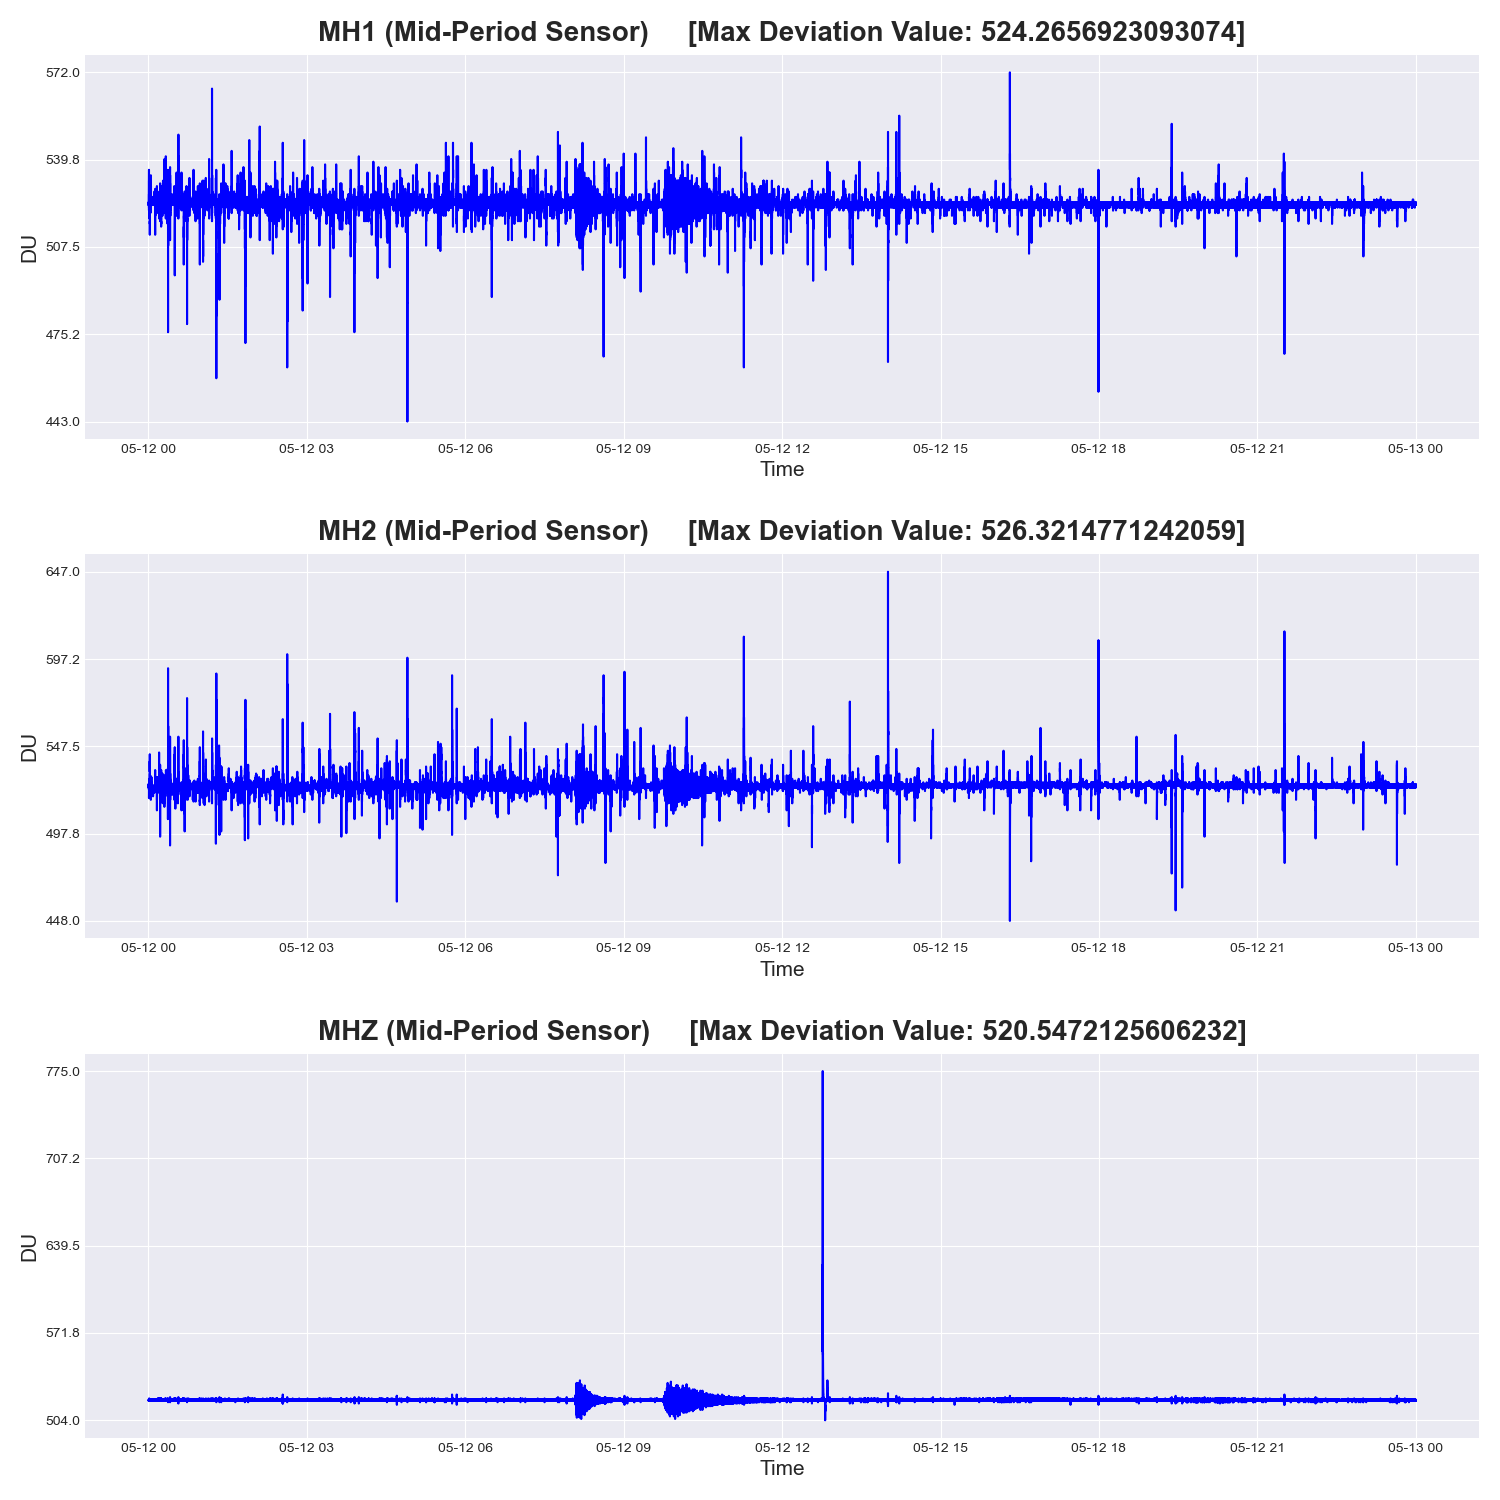 MH1 (Mid-Period Sensor) [Max Deviation Value: 524.2656923093074]
572.0
539.8
507.5
475.2
443.0
DU
05-12 00 05-12 03 05-12 06 05-12 09 05-12 12 05-12 15 05-12 18 05-12 21 05-13 00
Time
MH2 (Mid-Period Sensor) [Max Deviation Value: 526.3214771242059]
647.0
597.2
547.5
497.8
448.0
DU
05-12 00 05-12 03 05-12 06 05-12 09 05-12 12 05-12 15 05-12 18 05-12 21 05-13 00
Time
MHZ (Mid-Period Sensor) [Max Deviation Value: 520.5472125606232]
775.0
707.2
639.5
571.8
504.0
DU
05-12 00 05-12 03 05-12 06 05-12 09 05-12 12 05-12 15 05-12 18 05-12 21 05-13 00
Time